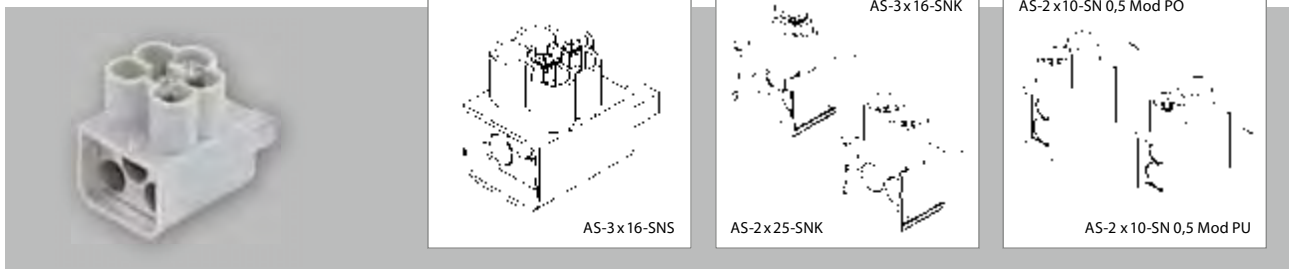 AS-3 x 16-SNK
AS-2 x 10-SN 0,5 Mod PO
AS-3 x 16-SNS
AS-2 x 25-SNK
AS-2 x 10-SN 0,5 Mod PU